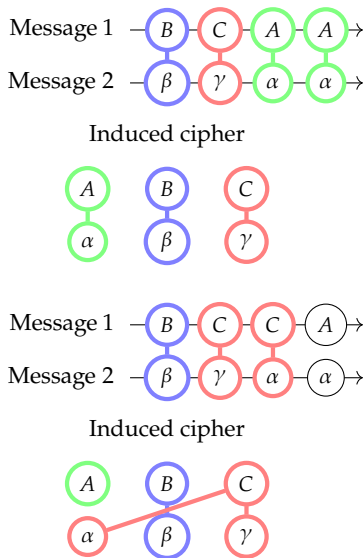 Message 1 B C A A
Message 2 β γ α α
Induced cipher
A B C
α β γ
Message 1 B C C A
Message 2 β γ α α
Induced cipher
A B C
α β γ